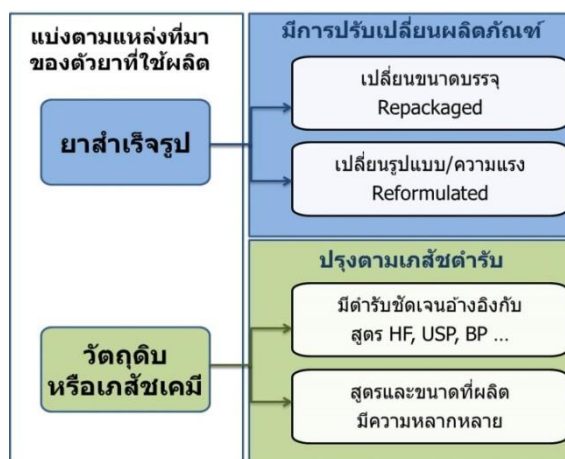 แบ่งตามแหล่งที่มา
ของตัวยาที่ใช้ผลิต
ยาสำเร็จรูป
มีการปรับเปลี่ยนผลิตภัณฑ์
เปลี่ยนขนาดบรรจุ
Repackaged
เปลี่ยนรูปแบบ/ความแรง
Reformulated
วัตถุดิบ
หรือเภสัชเคมี
ปรุงตามเภสัชตำรับ
มีตำรับชัดเจนอ้างอิงกับ
สูตร HF, USP, BP ...
สูตรและขนาดที่ผลิต
มีความหลากหลาย